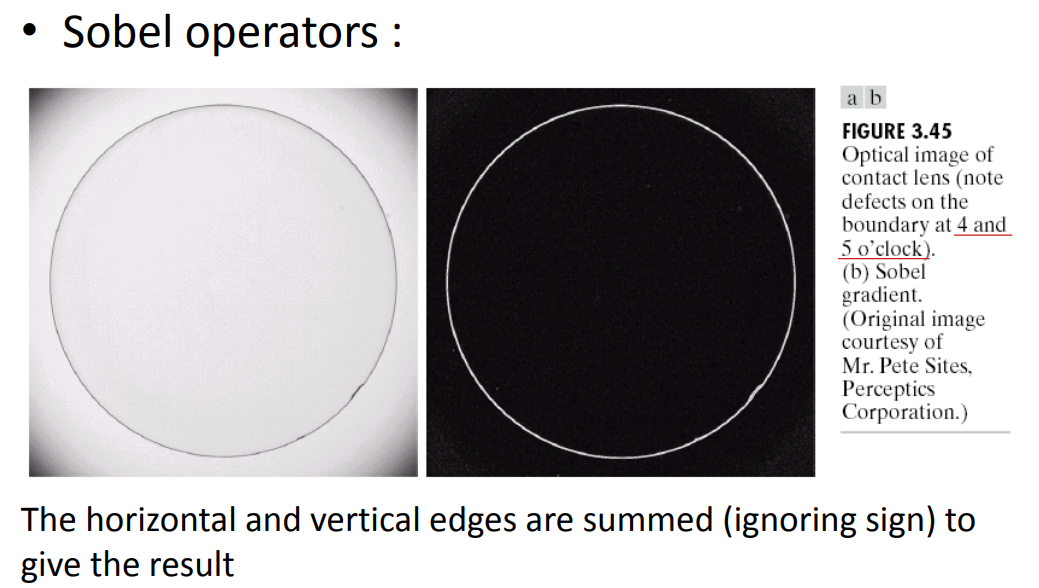 • Sobel operators :
a b
FIGURE 3.45
Optical image of
contact lens (note
defects on the
boundary at 4 and
5 o’clock).
(b) Sobel
gradient.
(Original image
courtesy of
Mr. Pete Sites,
Perceptics
Corporation.)
The horizontal and vertical edges are summed (ignoring sign) to
give the result